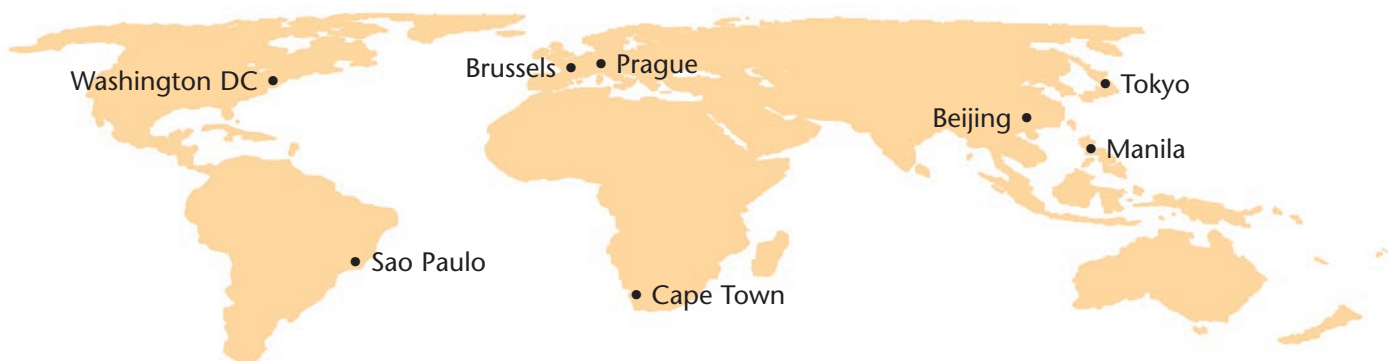 Washington DC
Brussels
Prague
Tokyo
Beijing
Manila
Sao Paulo
Cape Town